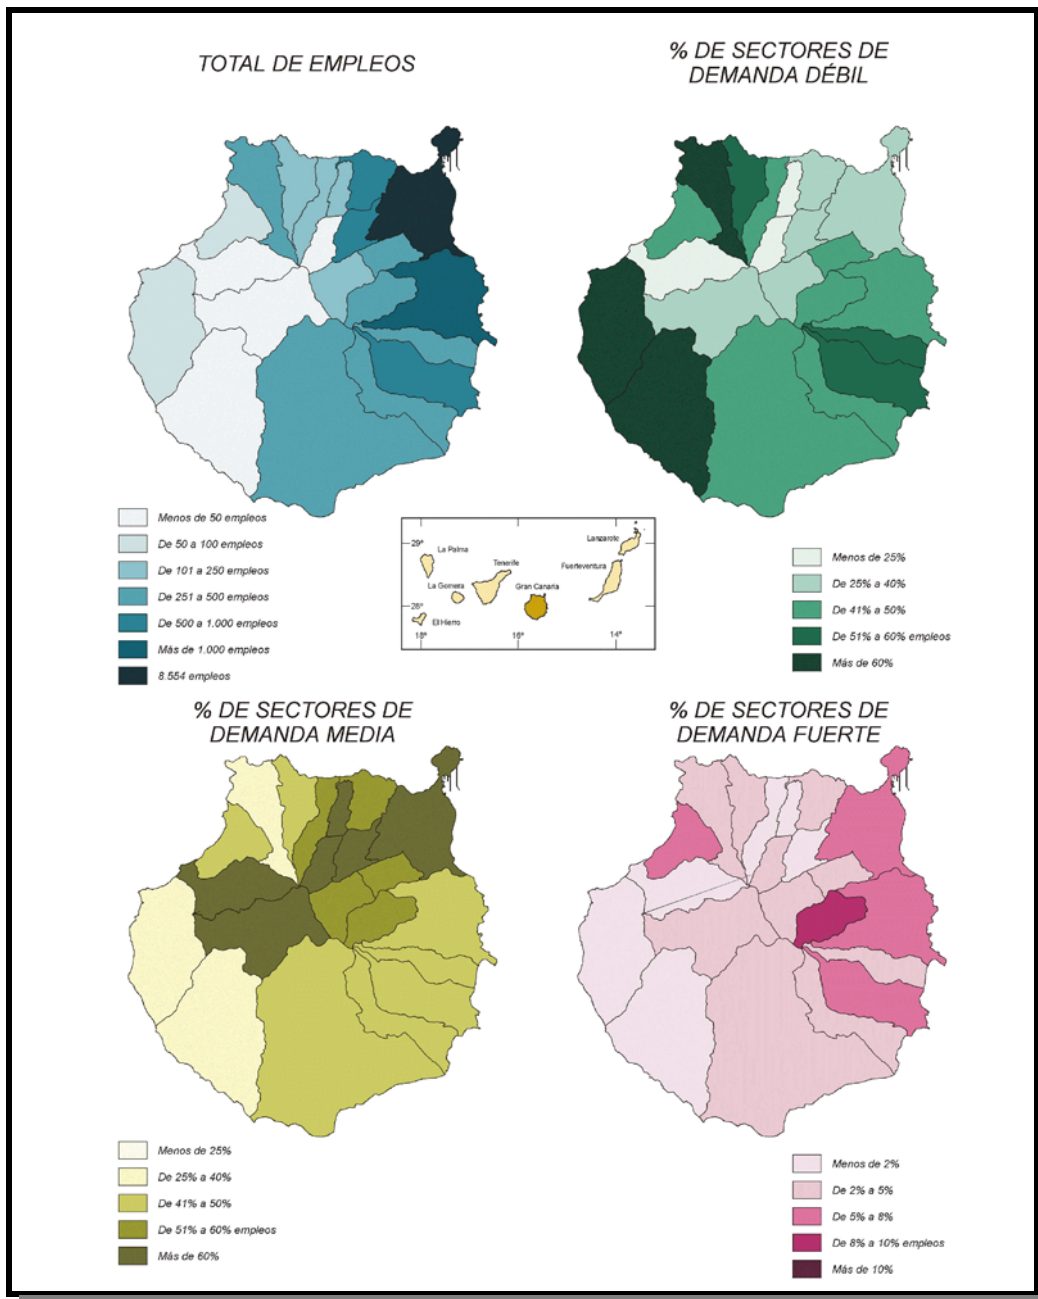 TOTAL DE EMPLEOS
% DE SECTORES DE
DEMANDA DÉBIL
Menos de 50 empleos
De 50 a 100 empleos
De 101 a 250 empleos
De 251 a 500 empleos
De 500 a 1.000 empleos
Más de 1.000 empleos
8.554 empleos
29º
28º
18º
16º
14º
La Palma
La Gomera
El Hierro
Tenerife
Gran Canaria
Fuerteventura
Lanzarote
Menos de 25%
De 25% a 40%
De 41% a 50%
De 51% a 60% empleos
Más de 60%
% DE SECTORES DE
DEMANDA MEDIA
% DE SECTORES DE
DEMANDA FUERTE
Menos de 25%
De 25% a 40%
De 41% a 50%
De 51% a 60% empleos
Más de 60%
Menos de 2%
De 2% a 5%
De 5% a 8%
De 8% a 10% empleos
Más de 10%